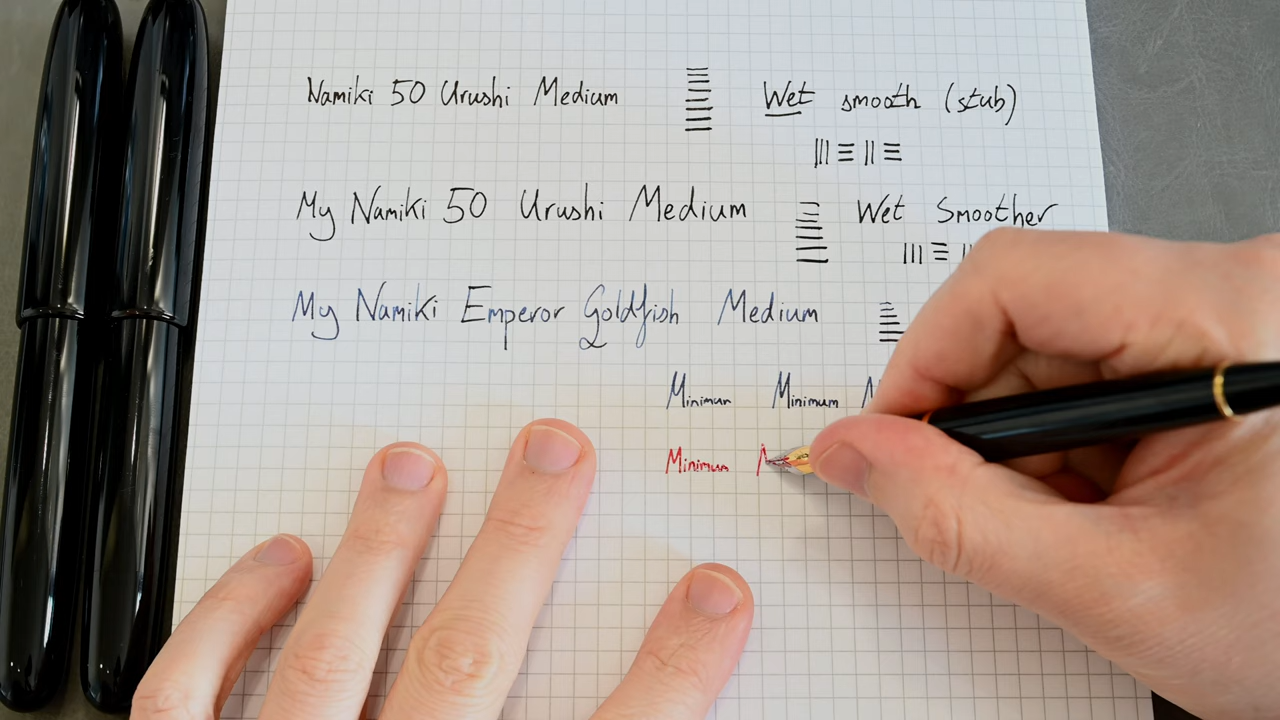 Namiki 50 Urushi Medium Wet smooth (stub)
My Namiki 50 Urushi Medium Wet Smoother
My Namiki Emperor Goldfish Medium
Minimun Minimum
Minimum